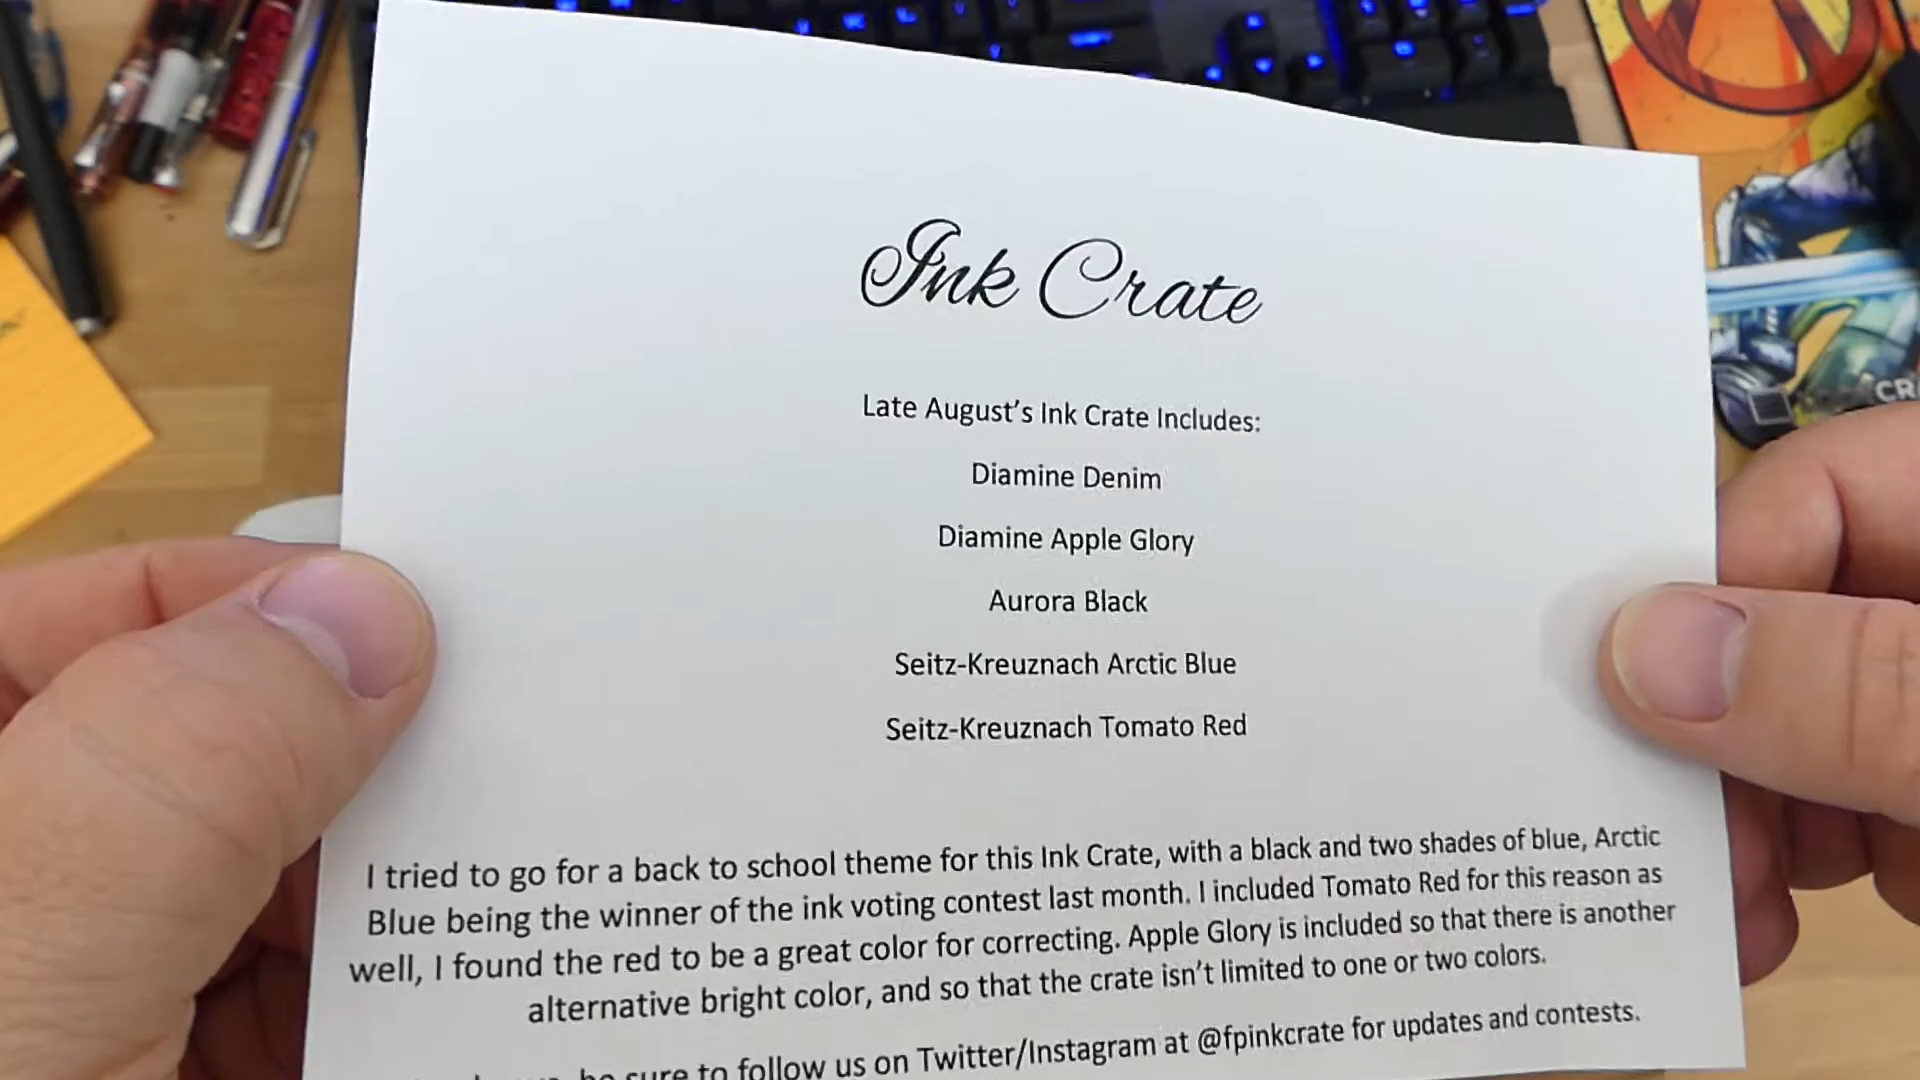 Ink Crate
Late August's Ink Crate Includes:
Diamine Denim
Diamine Apple Glory
Aurora Black
Seitz-Kreuznach Arctic Blue
Seitz-Kreuznach Tomato Red
I tried to go for a back to school theme for this Ink Crate, with a black and two shades of blue, Arctic
Blue being the winner of the ink voting contest last month. I included Tomato Red for this reason as
well, I found the red to be a great color for correcting. Apple Glory is included so that there is another
alternative bright color, and so that the crate isn't limited to one or two colors.
be sure to follow us on Twitter/Instagram at @fpinkcrate for updates and contests.
CR